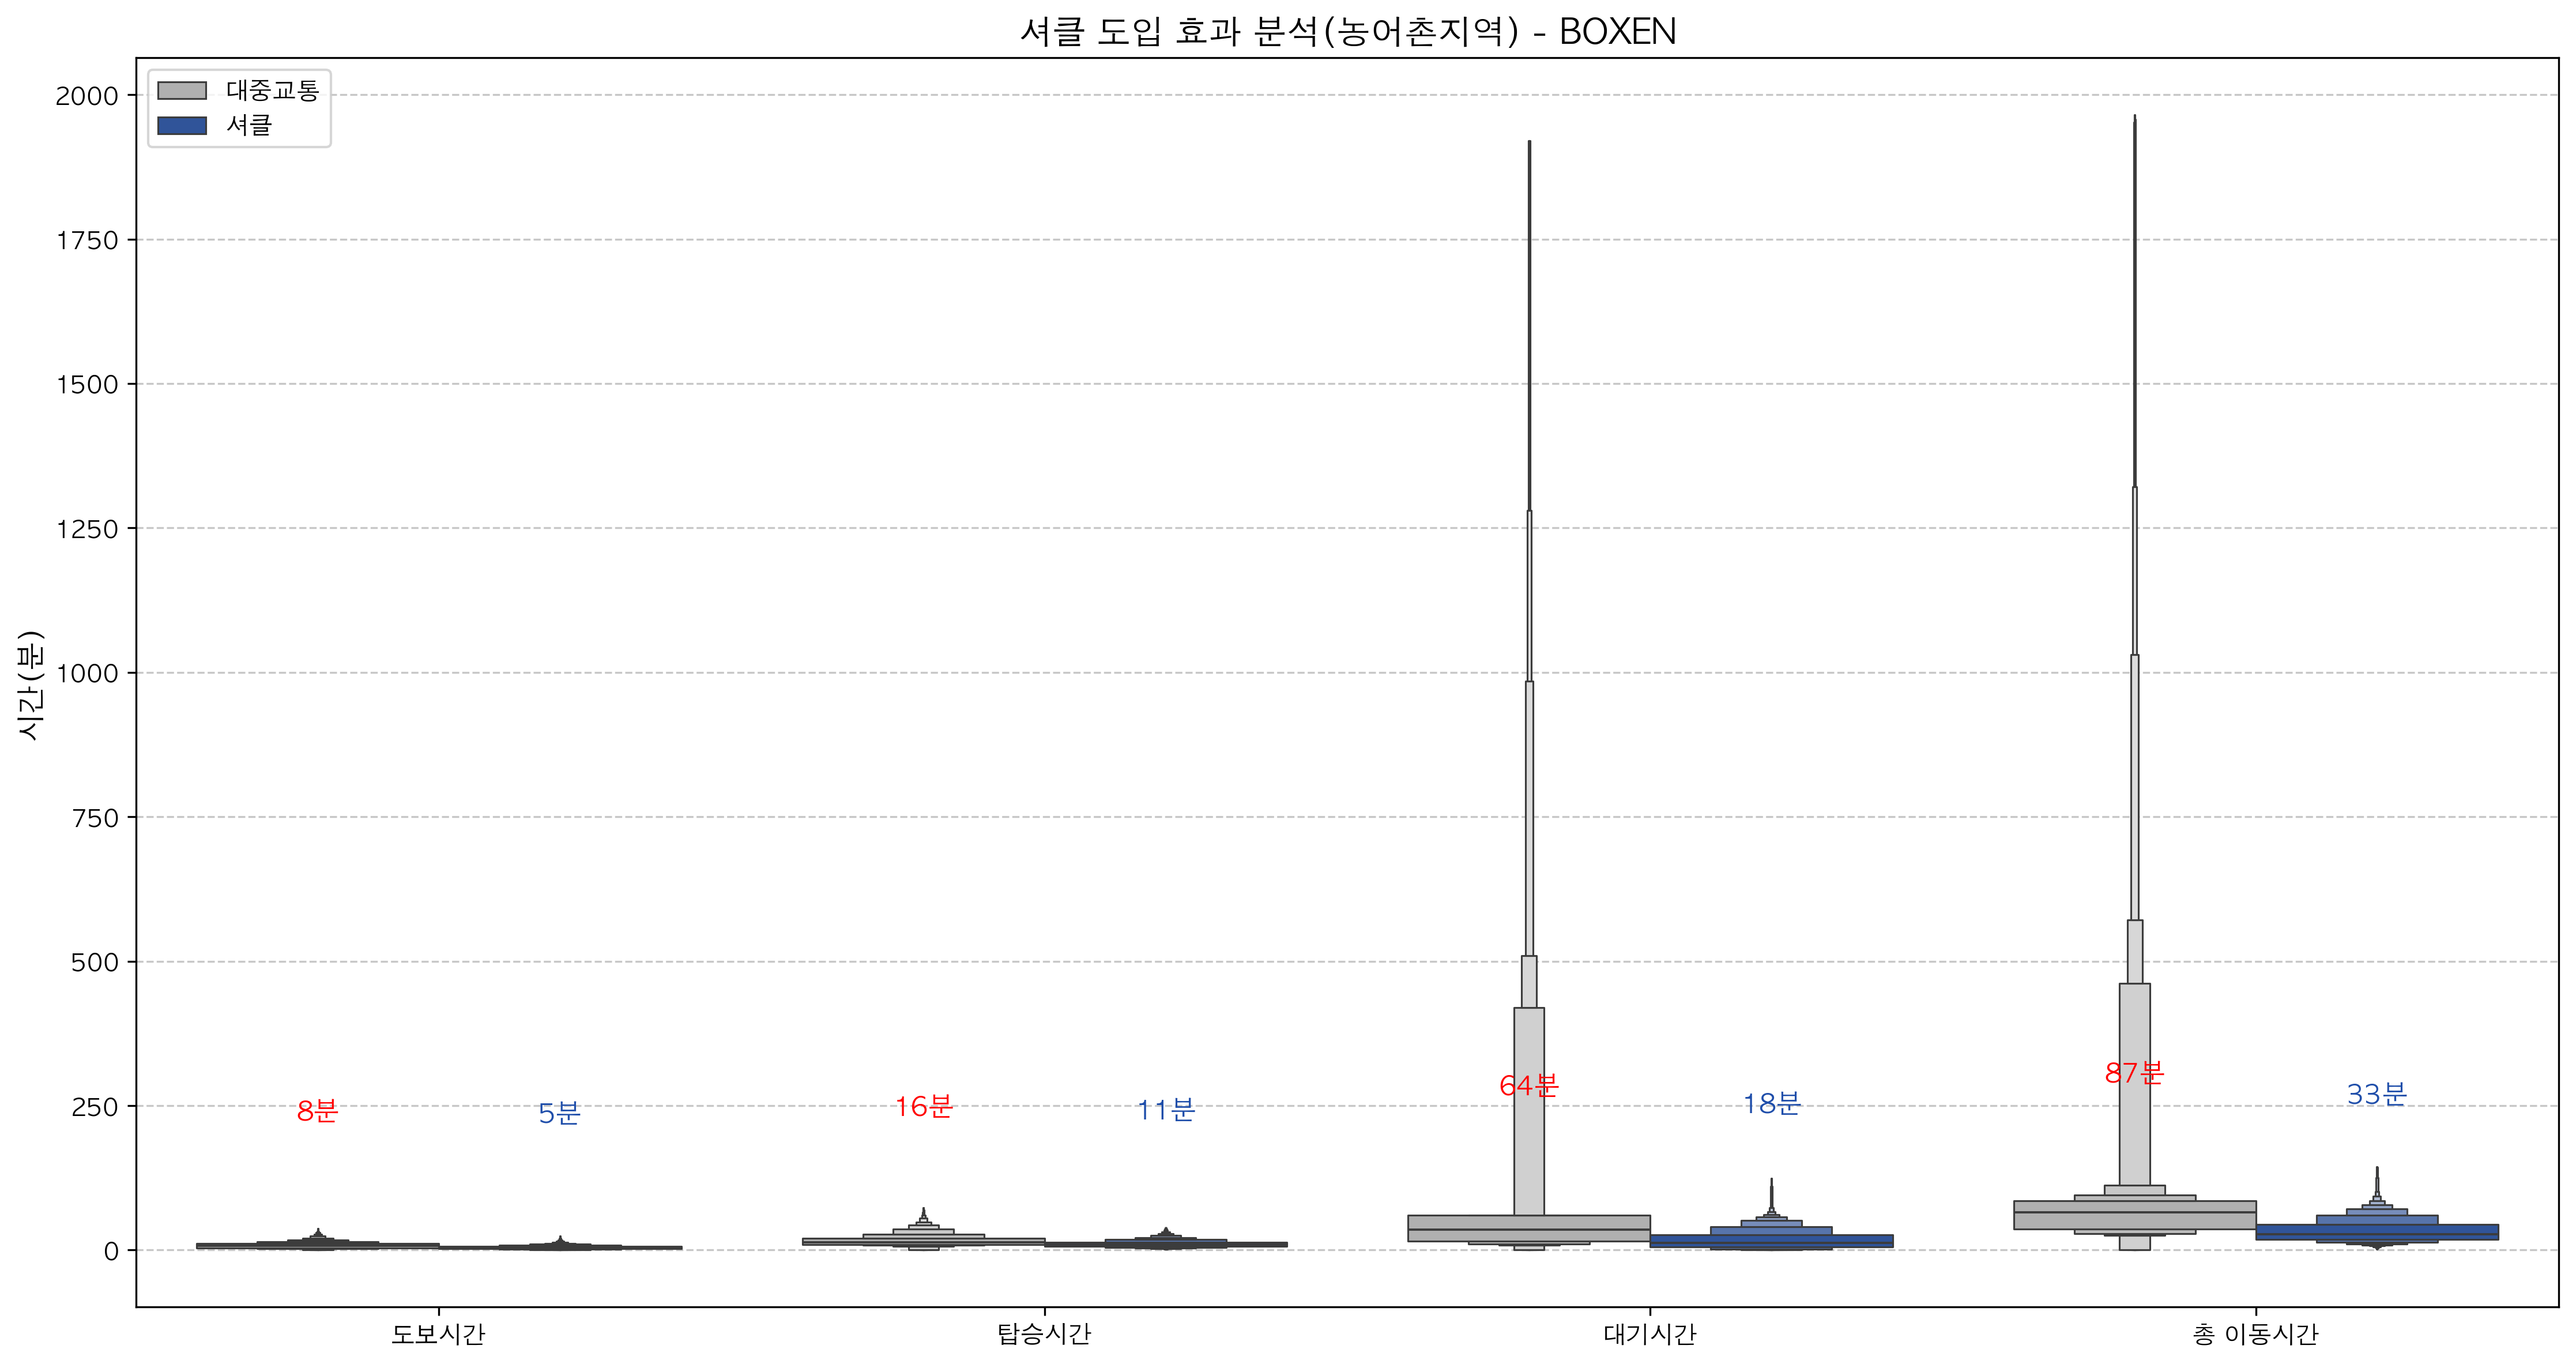 셔클 도입 효과 분석(농어촌지역) - BOXEN
대중교통
셔클
시간(분)
2000
1750
1500
1250
1000
750
500
250
0
8분
5분
16분
11분
64분
18분
87분
33분
도보시간
탑승시간
대기시간
총 이동시간